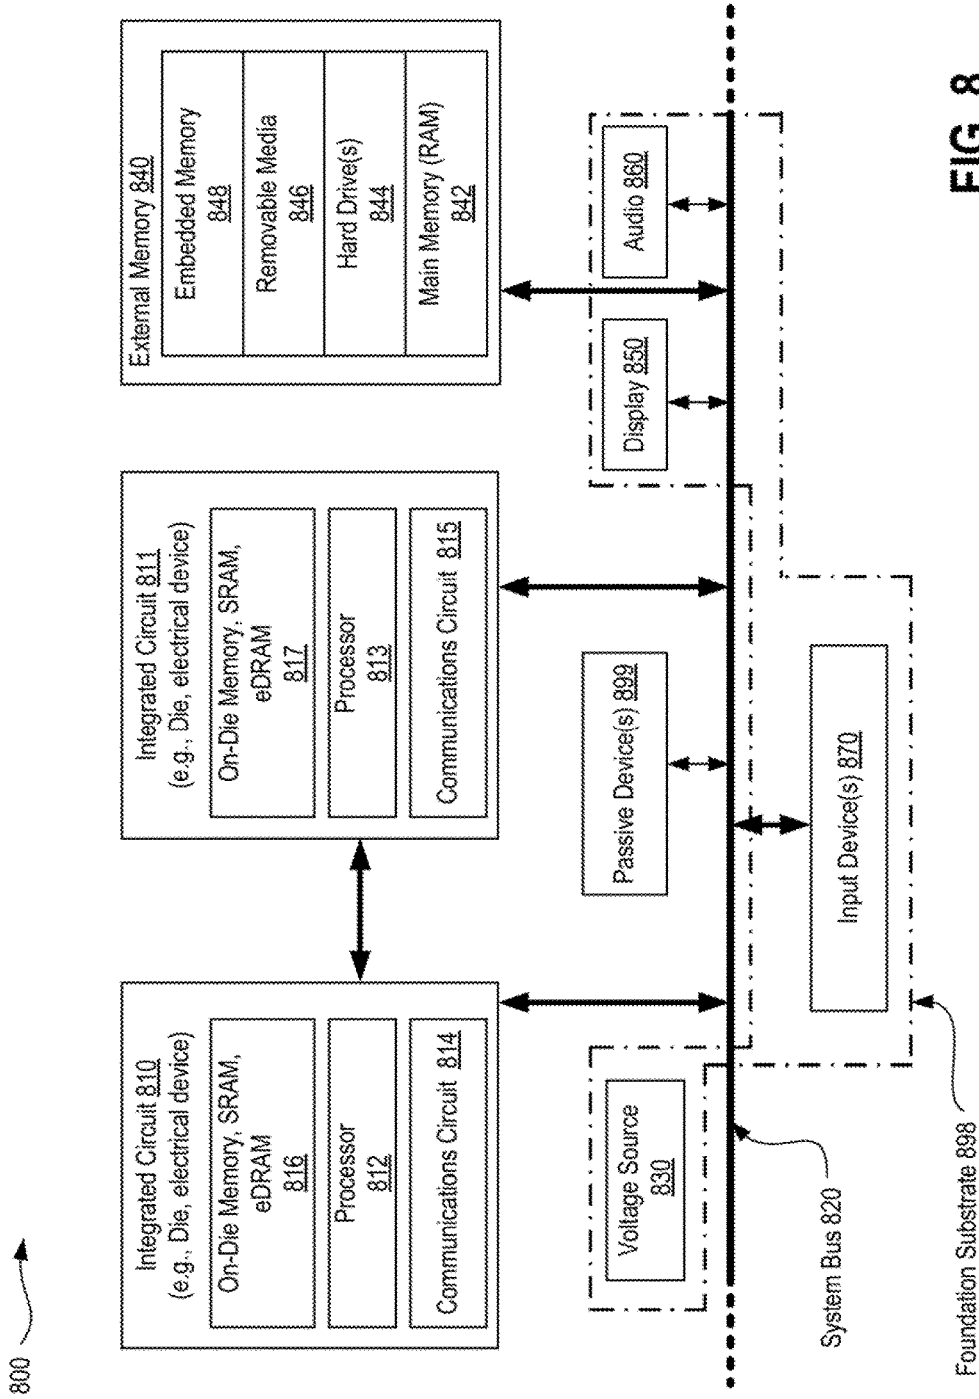 800
Integrated Circuit 810
(e.g., Die, electrical device)
On-Die Memory, SRAM,
eDRAM
816
Processor
812
Communications Circuit 814
Integrated Circuit 811
(e.g., Die, electrical device)
On-Die Memory, SRAM,
eDRAM
817
Processor
813
Communications Circuit 815
External Memory 840
Embedded Memory
848
Removable Media
846
Hard Drive(s)
844
Main Memory (RAM)
842
Voltage Source
830
Passive Device(s) 899
Display 850
Audio 860
System Bus 820
Input Device(s) 870
Foundation Substrate 898
FIG. 8